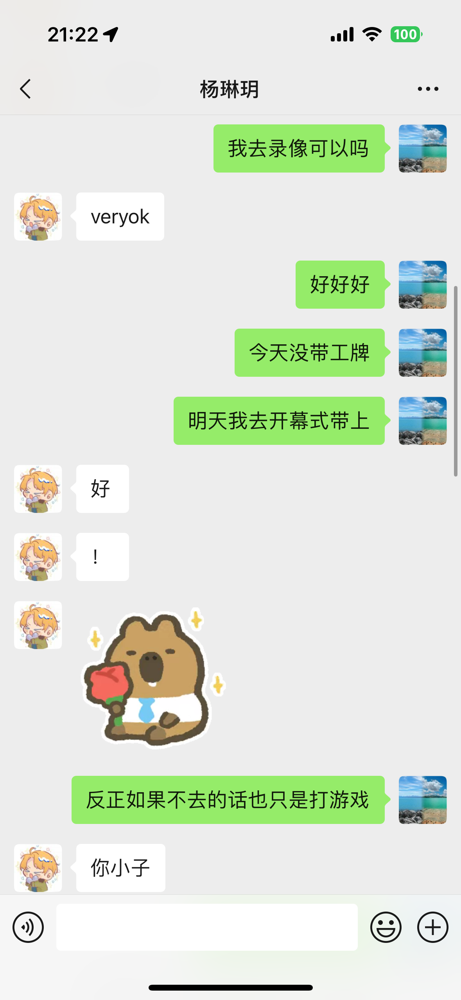 21:22
100
杨琳玥
我去录像可以吗
veryok
好好好
今天没带工牌
明天我去开幕式带上
好
！
反正如果不去的话也只是打游戏
你小子